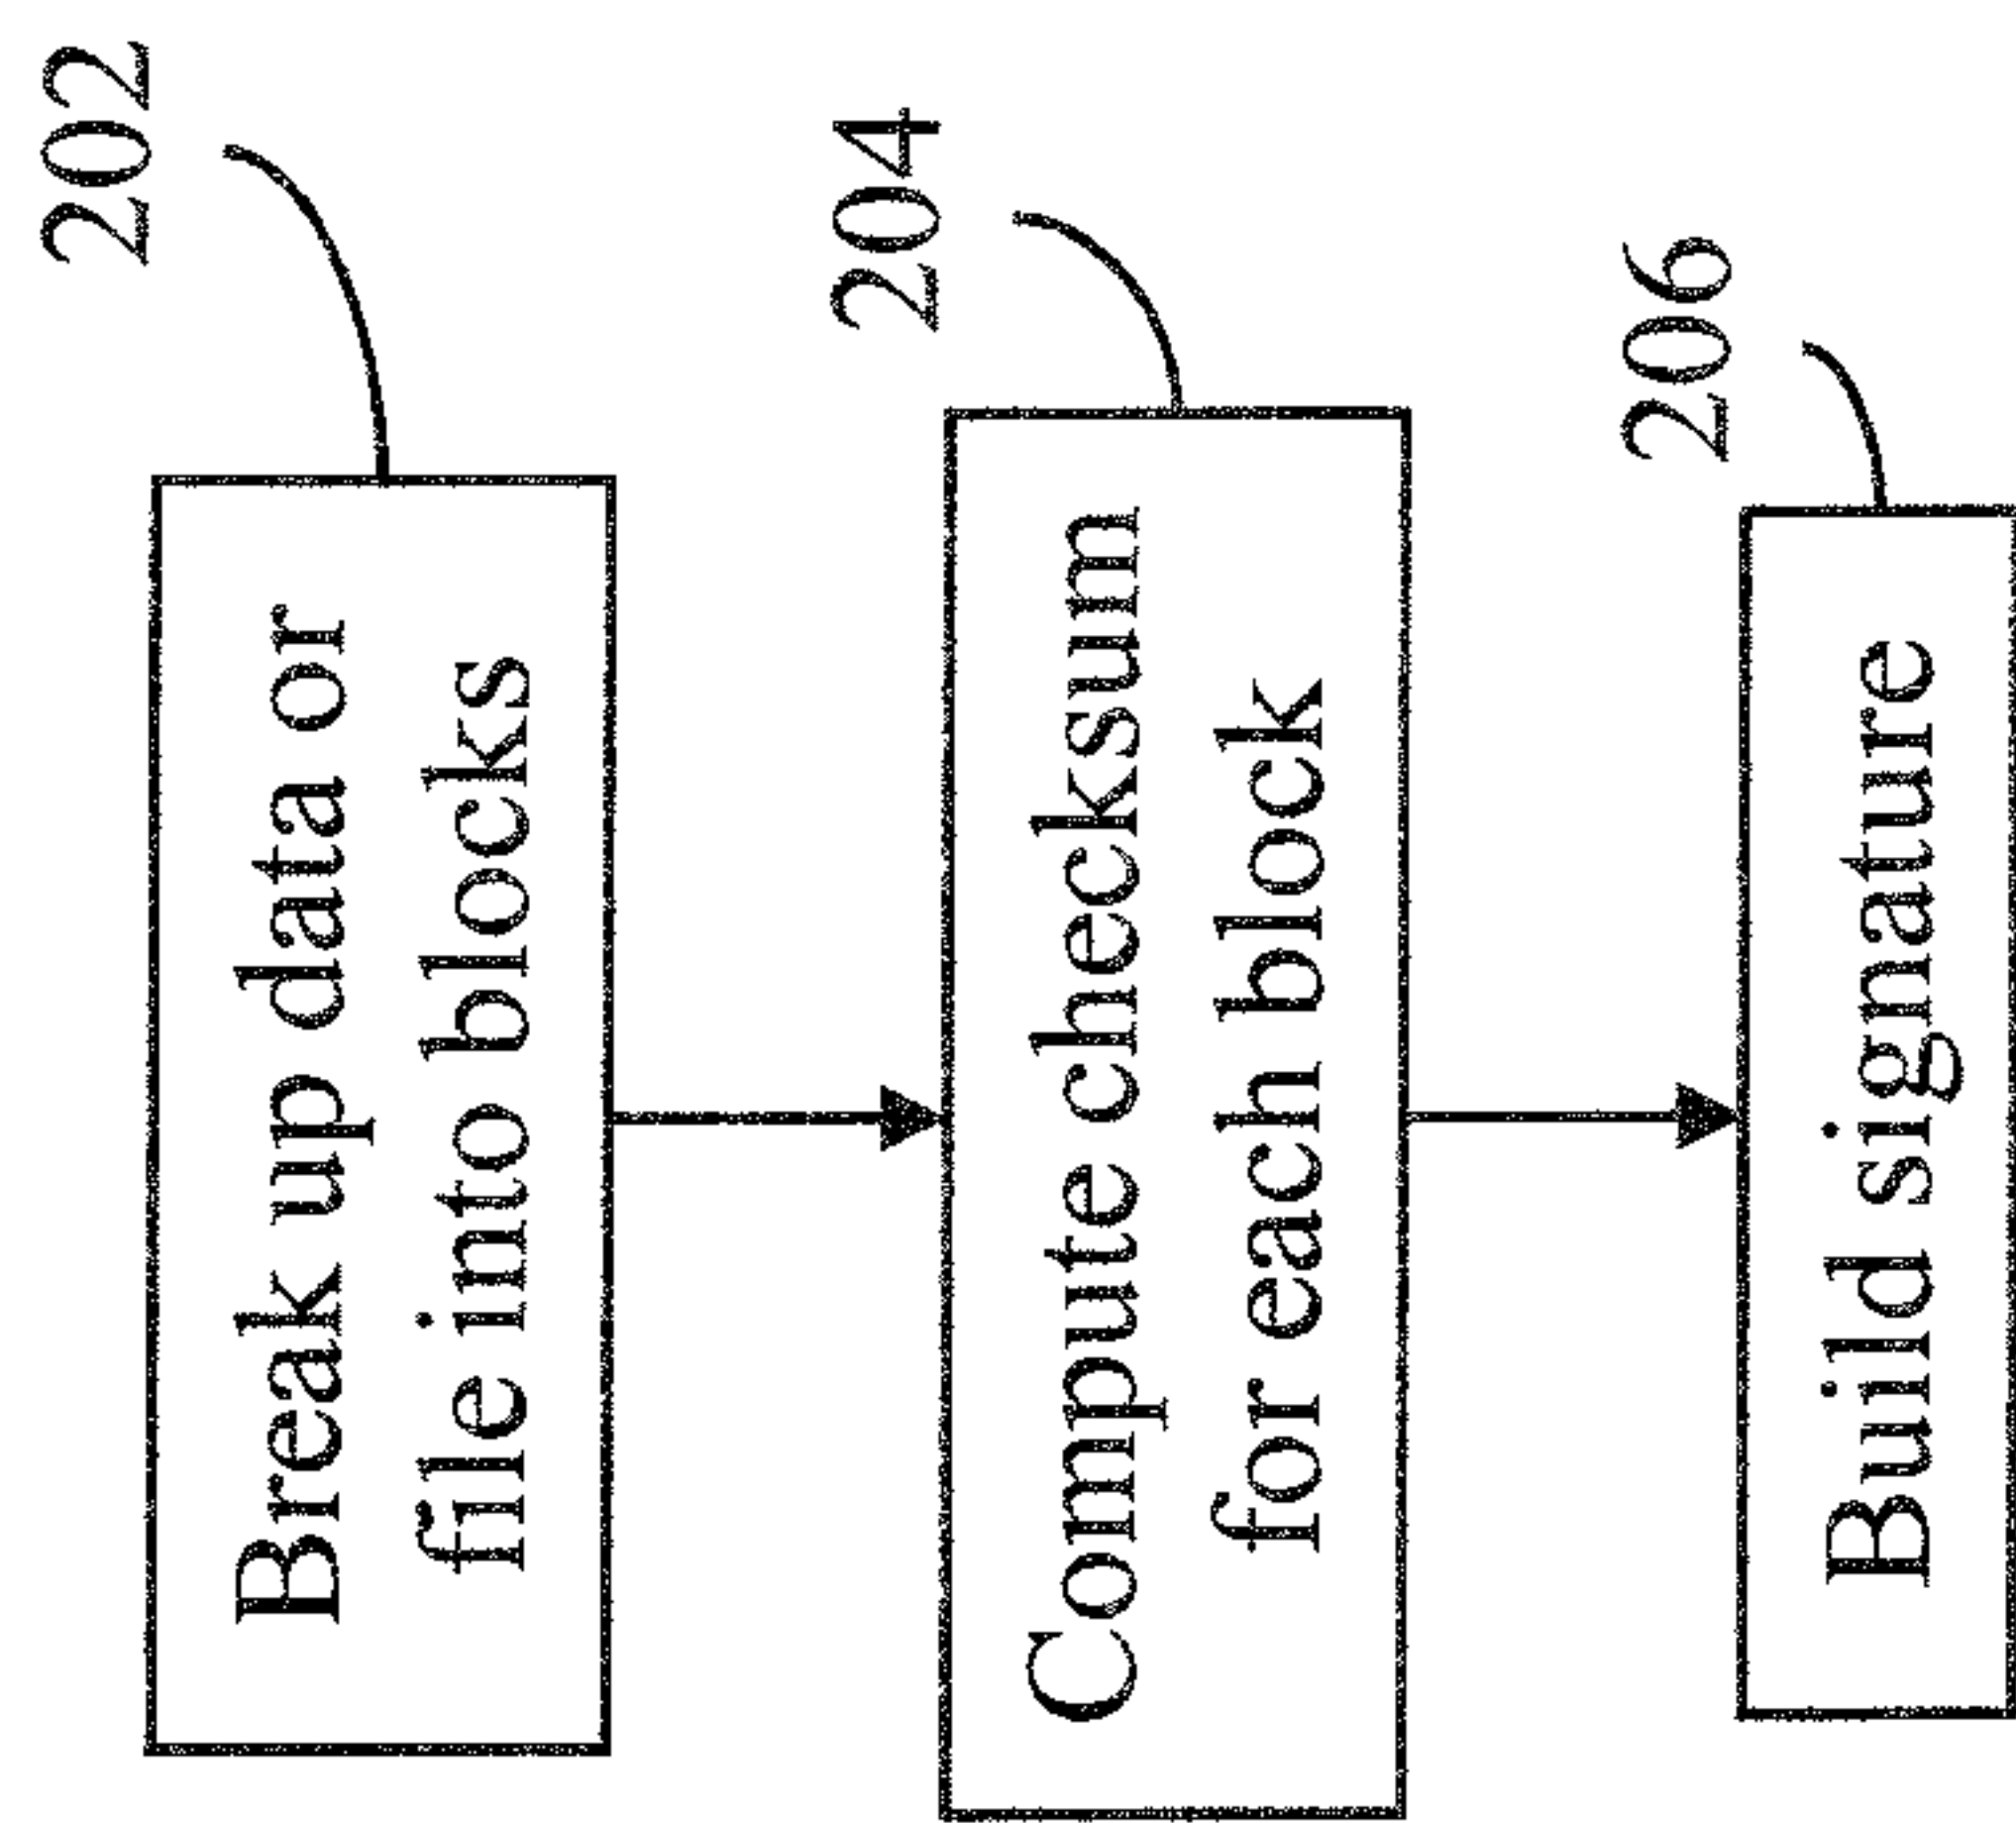 202
Break up data or
file into blocks
204
Compute checksum
for each block
206
Build signature